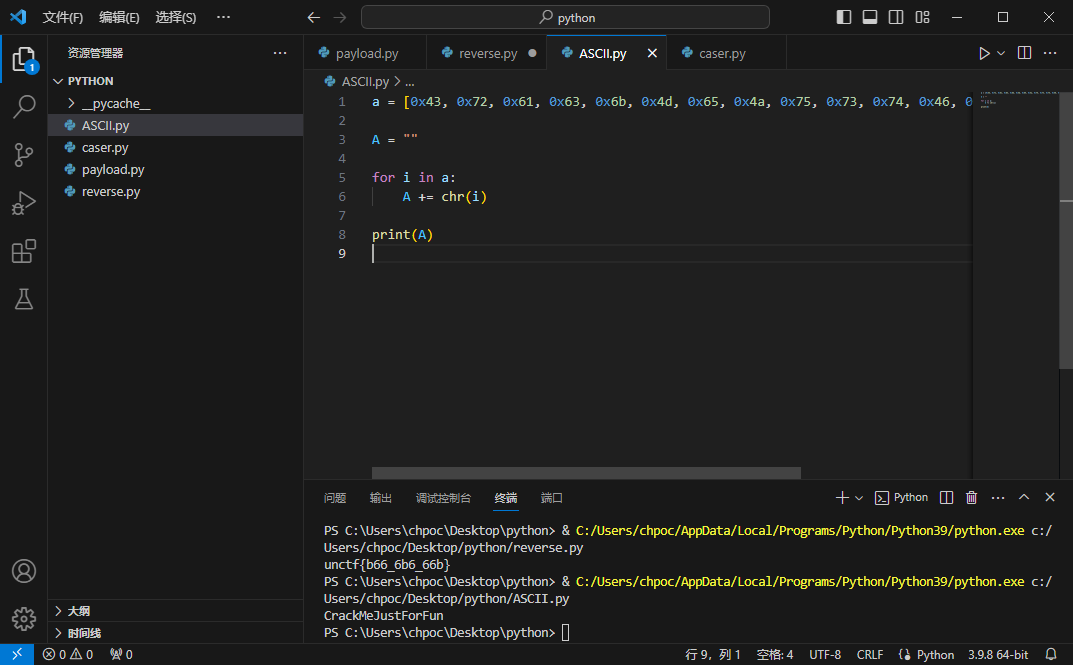 文件(F) 编辑(E) 选择(S) ··· python
资源管理器 ···
1
PYTHON
__pycache__
ASCII.py
caser.py
payload.py
reverse.py
大纲
时间线
payload.py reverse.py ASCII.py caser.py ···
ASCII.py > ...
1 a = [0x43, 0x72, 0x61, 0x63, 0x6b, 0x4d, 0x65, 0x4a, 0x75, 0x73, 0x74, 0x46, 0
2
3 A = ""
4
5 for i in a:
6 A += chr(i)
7
8 print(A)
9
问题 输出 调试控制台 终端 端口 Python ···
PS C:\Users\chpoc\Desktop\python> & C:/Users/chpoc/AppData/Local/Programs/Python/Python39/python.exe c:/
Users/chpoc/Desktop/python/reverse.py
unctf{b66_6b6_66b}
PS C:\Users\chpoc\Desktop\python> & C:/Users/chpoc/AppData/Local/Programs/Python/Python39/python.exe c:/
Users/chpoc/Desktop/python/ASCII.py
CrackMeJustForFun
PS C:\Users\chpoc\Desktop\python>
0 0 0 行 9，列 1 空格: 4 UTF-8 CRLF Python 3.9.8 64-bit